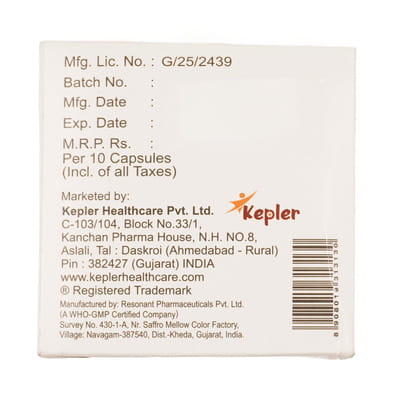 Mfg. Lic. No. : G/25/2439
Batch No. :
Mfg. Date :
Exp. Date :
M.R.P. Rs. :
Per 10 Capsules
(Incl. of all Taxes)
Marketed by:
Kepler Healthcare Pvt. Ltd.
C-103/104, Block No.33/1,
Kanchan Pharma House, N.H. NO.8,
Aslali, Tal : Daskroi (Ahmedabad - Rural)
Pin : 382427 (Gujarat) INDIA
www.keplerhealthcare.com
® Registered Trademark
Kepler
Manufactured by: Resonant Pharmaceuticals Pvt. Ltd.
(A WHO-GMP Certified Company)
Survey No. 430-1-A, Nr. Saffro Mellow Color Factory,
Village: Navagam-387540, Dist.-Kheda, Gujarat, India.